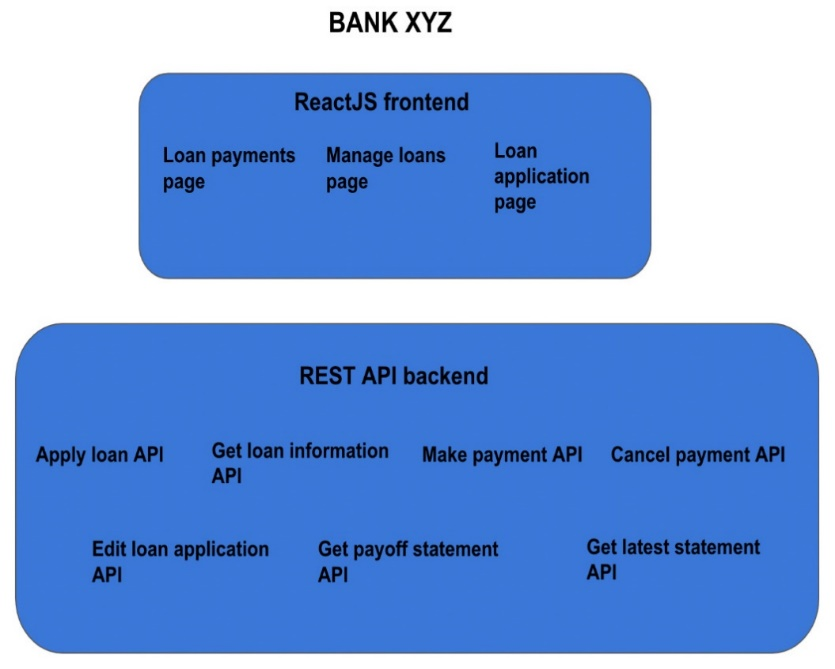 BANK XYZ
ReactJS frontend
Loan payments
page
Manage loans
page
Loan
application
page
REST API backend
Apply loan API
Get loan information
API
Make payment API
Cancel payment API
Edit loan application
API
Get payoff statement
API
Get latest statement
API